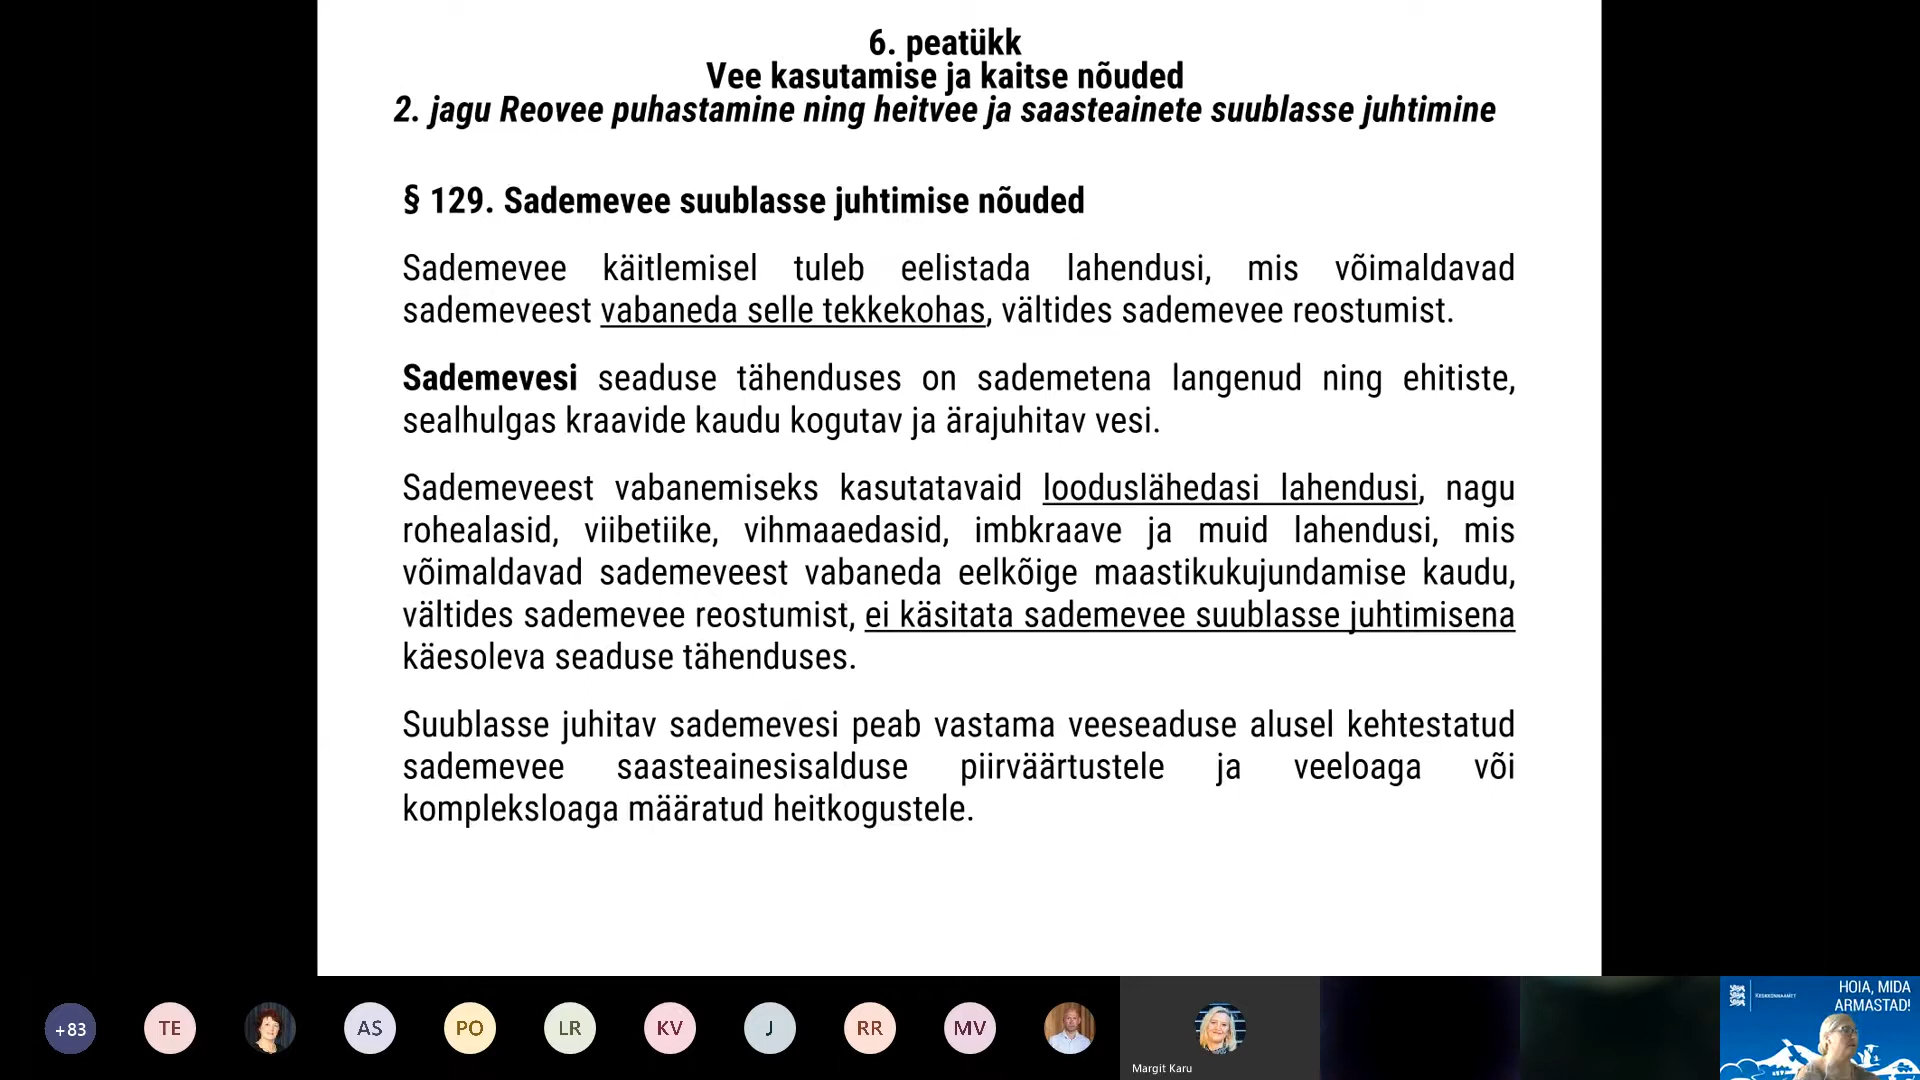 6. peatükk
Vee kasutamise ja kaitse nõuded
2. jagu Reovee puhastamine ning heitvee ja saasteainete suublasse juhtimine
§ 129. Sademevee suublasse juhtimise nõuded
Sademevee käitlemisel tuleb eelistada lahendusi, mis võimaldavad
sademeveest vabaneda selle tekkekohas, vältides sademevee reostumist.
Sademevesi seaduse tähenduses on sademetena langenud ning ehitiste,
sealhulgas kraavide kaudu kogutav ja ärajuhitav vesi.
Sademeveest vabanemiseks kasutatavaid looduslähedasi lahendusi, nagu
rohealasid, viibetiike, vihmaaedasid, imbkraave ja muid lahendusi, mis
võimaldavad sademeveest vabaneda eelkõige maastikukujundamise kaudu,
vältides sademevee reostumist, ei käsitata sademevee suublasse juhtimisena
käesoleva seaduse tähenduses.
Suublasse juhitav sademevesi peab vastama veeseaduse alusel kehtestatud
sademevee saasteainesisalduse piirväärtustele ja veeloaga või
kompleksloaga määratud heitkogustele.
+83
TE
AS
PO
LR
KV
J
RR
MV
Margit Karu
KESKKONNAAMET
HOIA, MIDA
ARMASTAD!